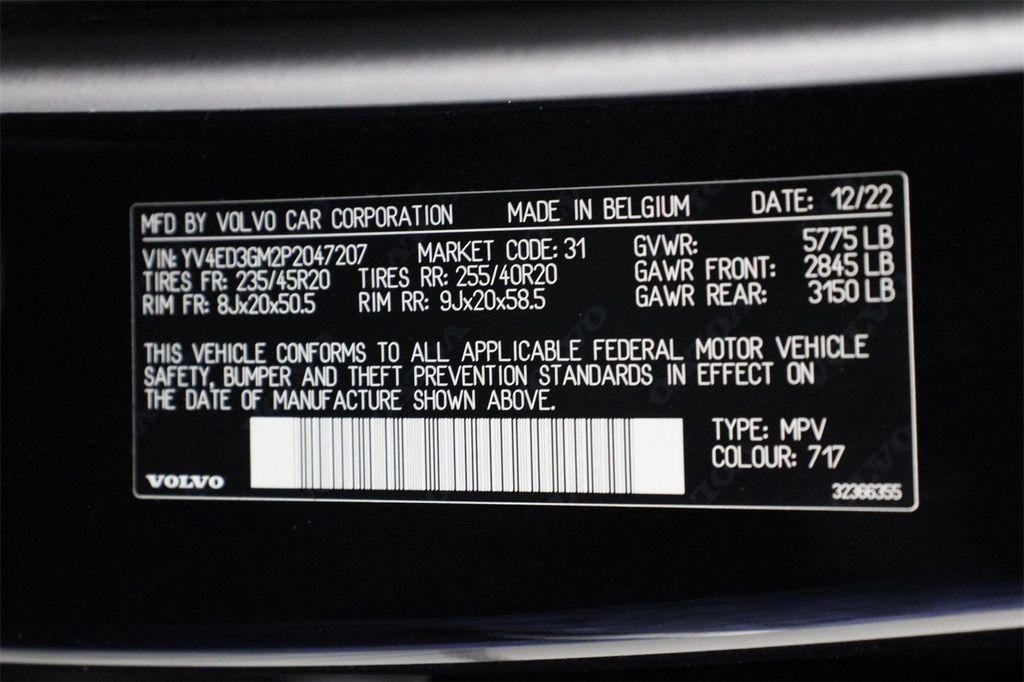 MFD BY VOLVO CAR CORPORATION MADE IN BELGIUM DATE: 12/22
VIN: YV4ED3GM2P2047207 MARKET CODE: 31 GVWR: 5775 LB
TIRES FR: 235/45R20 TIRES RR: 255/40R20 GAWR FRONT: 2845 LB
RIM FR: 8Jx20x50.5 RIM RR: 9Jx20x58.5 GAWR REAR: 3150 LB
THIS VEHICLE CONFORMS TO ALL APPLICABLE FEDERAL MOTOR VEHICLE
SAFETY, BUMPER AND THEFT PREVENTION STANDARDS IN EFFECT ON
THE DATE OF MANUFACTURE SHOWN ABOVE.
TYPE: MPV
COLOUR: 717
VOLVO
32366355